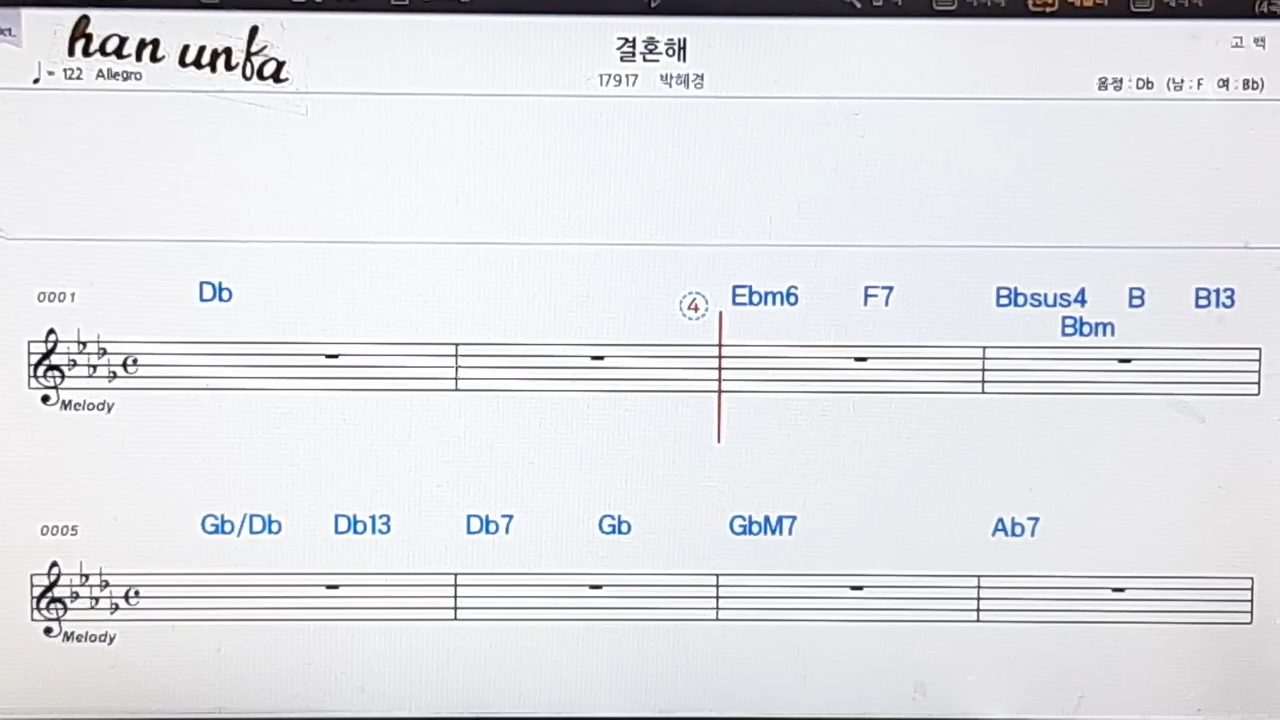 han unfa
♩= 122 Allegro
결혼해
17917 박혜경
고 백
음정 : Db (남 : F 여 : Bb)
0001
Db
④
Ebm6 F7 Bbsus4 B B13
Bbm
Melody
0005
Gb/Db Db13 Db7 Gb GbM7 Ab7
Melody